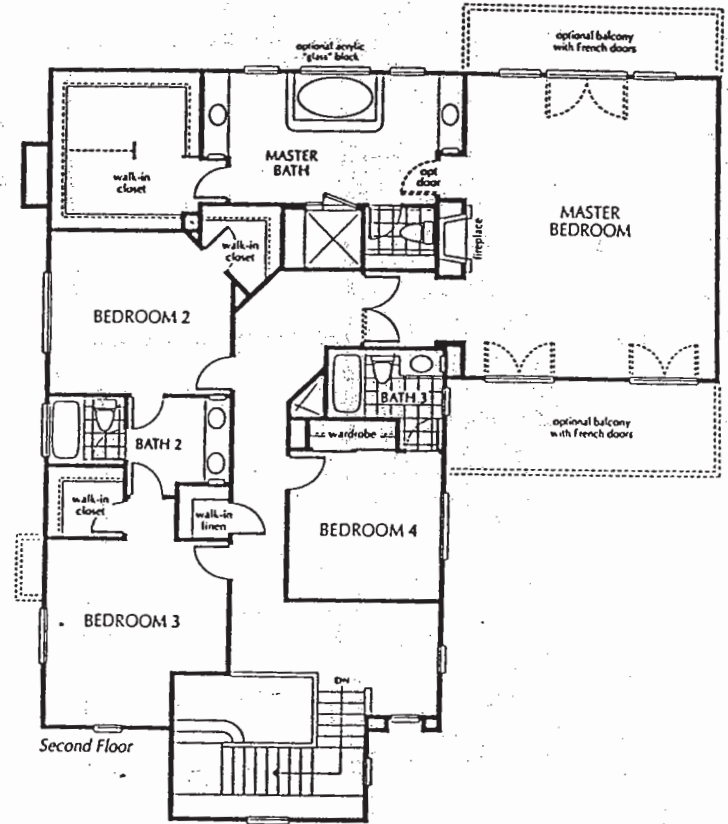 optional acrylic
"glass" block
optional balcony
with French doors
walk-in
closet
MASTER
BATH
opt
door
MASTER
BEDROOM
fireplace
walk-in
closet
BEDROOM 2
BATH 3
optional balcony
with French doors
wardrobe
BATH 2
walk-in
closet
walk-in
linen
BEDROOM 4
BEDROOM 3
DN
Second Floor